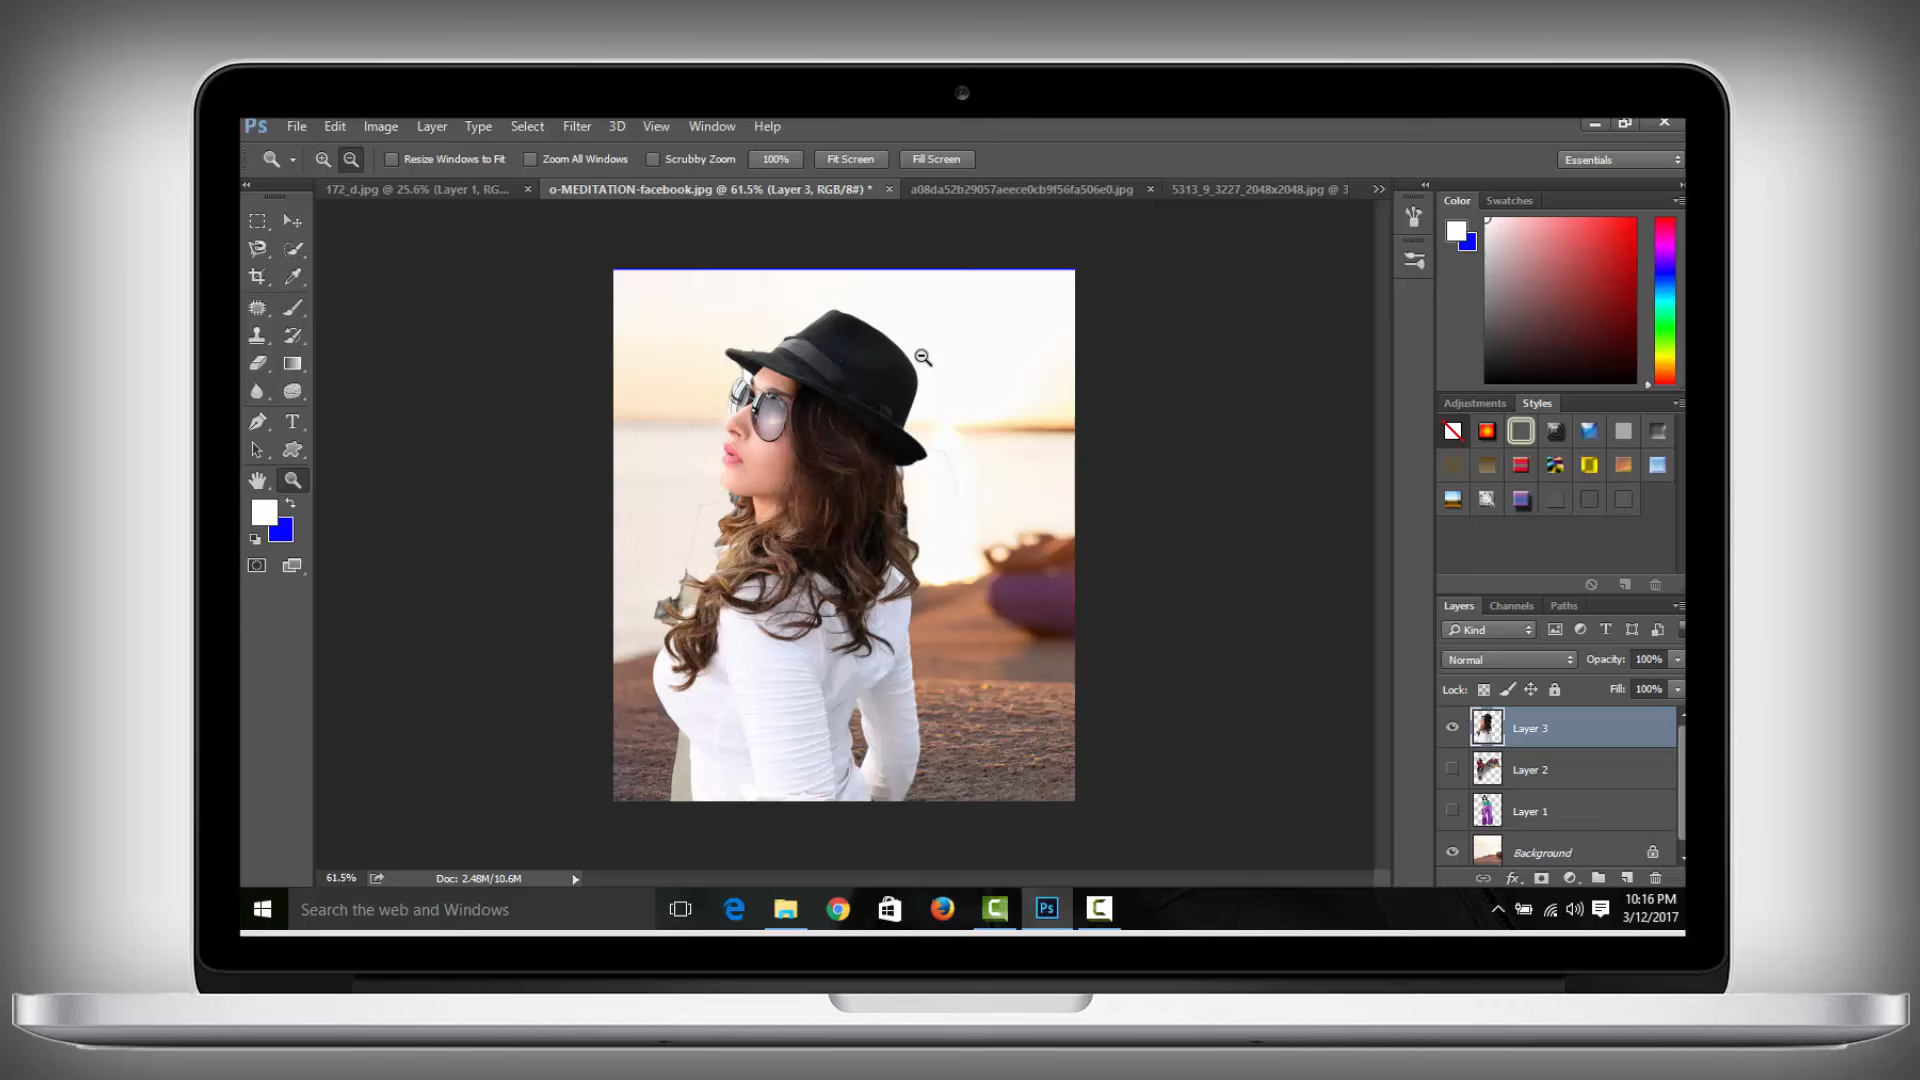 Ps File Edit Image Layer Type Select Filter 3D View Window Help
Resize Windows to Fit Zoom All Windows Scrubby Zoom 100% Fit Screen Fill Screen Essentials
172_d.jpg @ 25.6% (Layer 1, RG... o-MEDITATION-facebook.jpg @ 61.5% (Layer 3, RGB/8#) * a08da52b29057aeece0cb9f56fa506e0.jpg 5313_9_3227_2048x2048.jpg @ 3
Color Swatches
Adjustments Styles
Layers Channels Paths
Kind
Normal Opacity: 100%
Lock: Fill: 100%
Layer 3
Layer 2
Layer 1
Background
fx
61.5% Doc: 2.48M/10.6M
Search the web and Windows
Ps
10:16 PM
3/12/2017